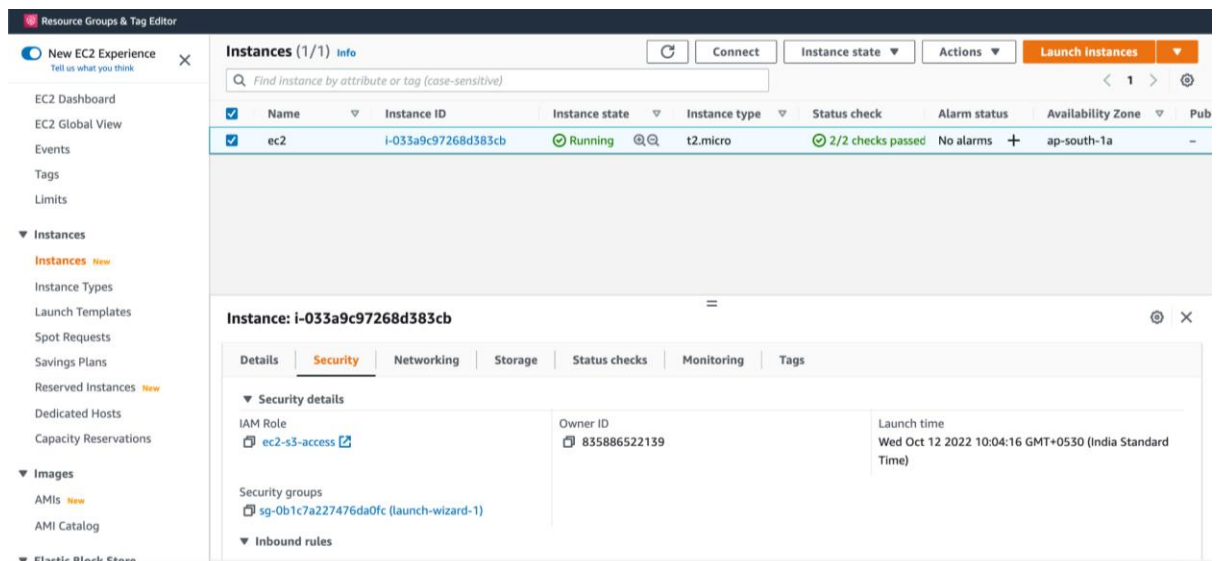 Resource Groups & Tag Editor
New EC2 Experience
Tell us what you think
EC2 Dashboard
EC2 Global View
Events
Tags
Limits
Instances
Instances New
Instance Types
Launch Templates
Spot Requests
Savings Plans
Reserved Instances New
Dedicated Hosts
Capacity Reservations
Images
AMIs New
AMI Catalog
Elastic Block Store
Instances (1/1) Info
Connect
Instance state
Actions
Launch instances
Find instance by attribute or tag (case-sensitive)
1
Name Instance ID Instance state Instance type Status check Alarm status Availability Zone Pub
ec2 i-033a9c97268d383cb Running t2.micro 2/2 checks passed No alarms + ap-south-1a –
Instance: i-033a9c97268d383cb
Details Security Networking Storage Status checks Monitoring Tags
Security details
IAM Role
ec2-s3-access
Owner ID
835886522139
Launch time
Wed Oct 12 2022 10:04:16 GMT+0530 (India Standard
Time)
Security groups
sg-0b1c7a227476da0fc (launch-wizard-1)
Inbound rules